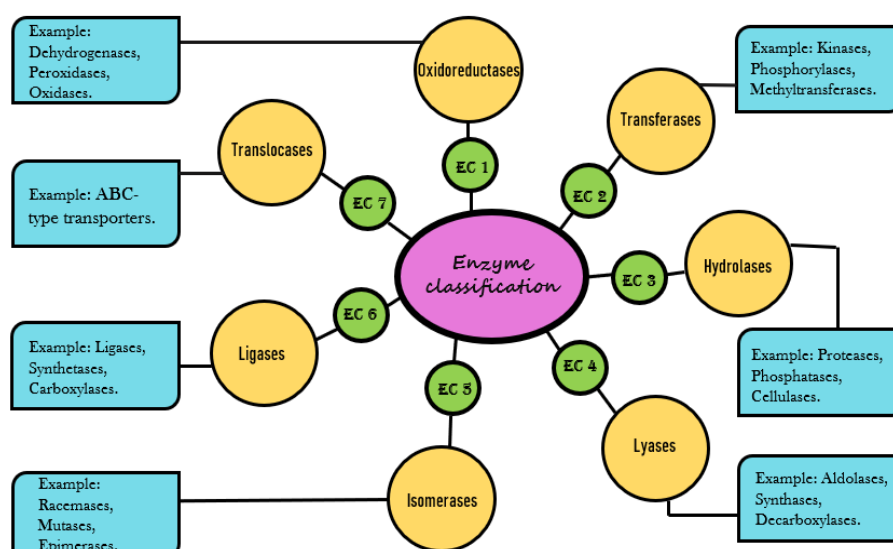 Enzyme
classification
EC 1
Oxidoreductases
Example:
Dehydrogenases,
Peroxidases,
Oxidases.
EC 2
Transferases
Example: Kinases,
Phosphorylases,
Methyltransferases.
EC 3
Hydrolases
Example: Proteases,
Phosphatases,
Cellulases.
EC 4
Lyases
Example: Aldolases,
Synthases,
Decarboxylases.
EC 5
Isomerases
Example:
Racemases,
Mutases,
Epimerases.
EC 6
Ligases
Example: Ligases,
Synthetases,
Carboxylases.
EC 7
Translocases
Example: ABC-
type transporters.